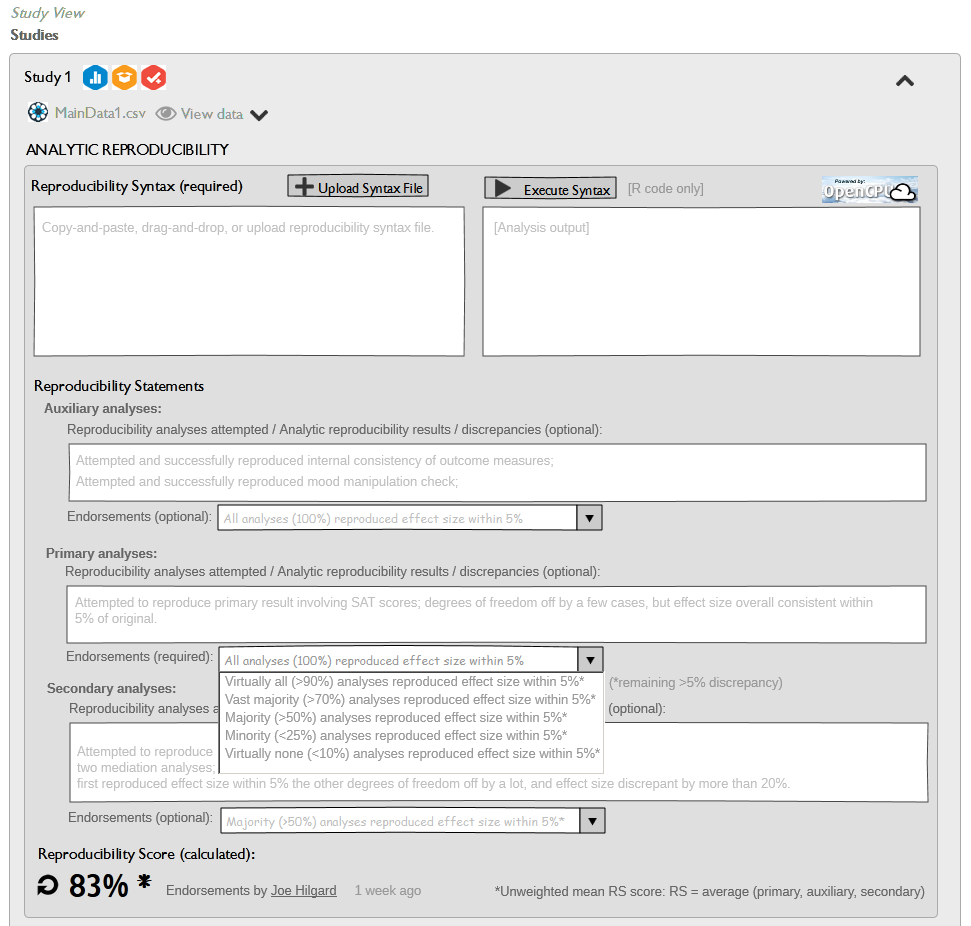 Study View
Studies
Study 1
MainData1.csv View data
ANALYTIC REPRODUCIBILITY
Reproducibility Syntax (required) Upload Syntax File Execute Syntax [R code only] Powered by: OpenCPU
Copy-and-paste, drag-and-drop, or upload reproducibility syntax file. [Analysis output]
Reproducibility Statements
Auxiliary analyses:
Reproducibility analyses attempted / Analytic reproducibility results / discrepancies (optional):
Attempted and successfully reproduced internal consistency of outcome measures;
Attempted and successfully reproduced mood manipulation check;
Endorsements (optional): All analyses (100%) reproduced effect size within 5%
Primary analyses:
Reproducibility analyses attempted / Analytic reproducibility results / discrepancies (optional):
Attempted to reproduce primary result involving SAT scores; degrees of freedom off by a few cases, but effect size overall consistent within
5% of original.
Endorsements (required): All analyses (100%) reproduced effect size within 5%
Virtually all (>90%) analyses reproduced effect size within 5%* (*remaining >5% discrepancy)
Vast majority (>70%) analyses reproduced effect size within 5%*
Majority (>50%) analyses reproduced effect size within 5%*
Minority (<25%) analyses reproduced effect size within 5%*
Virtually none (<10%) analyses reproduced effect size within 5%*
Secondary analyses:
Reproducibility analyses a (optional):
Attempted to reproduce
two mediation analyses;
first reproduced effect size within 5% the other degrees of freedom off by a lot, and effect size discrepant by more than 20%.
Endorsements (optional): Majority (>50%) analyses reproduced effect size within 5%*
Reproducibility Score (calculated):
83% * Endorsements by Joe Hilgard 1 week ago *Unweighted mean RS score: RS = average (primary, auxiliary, secondary)